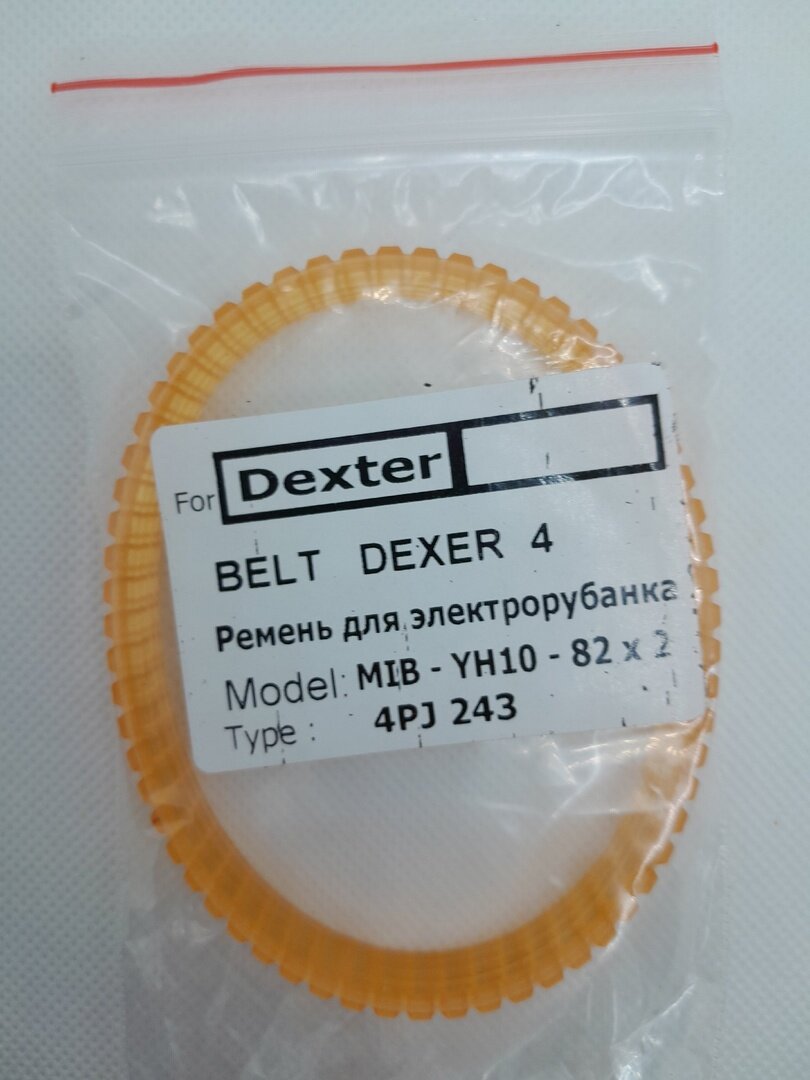 For Dexter
BELT DEXER 4
Ремень для электрорубанка
Model: MIB - YH10 - 82 x 2
Type : 4PJ 243